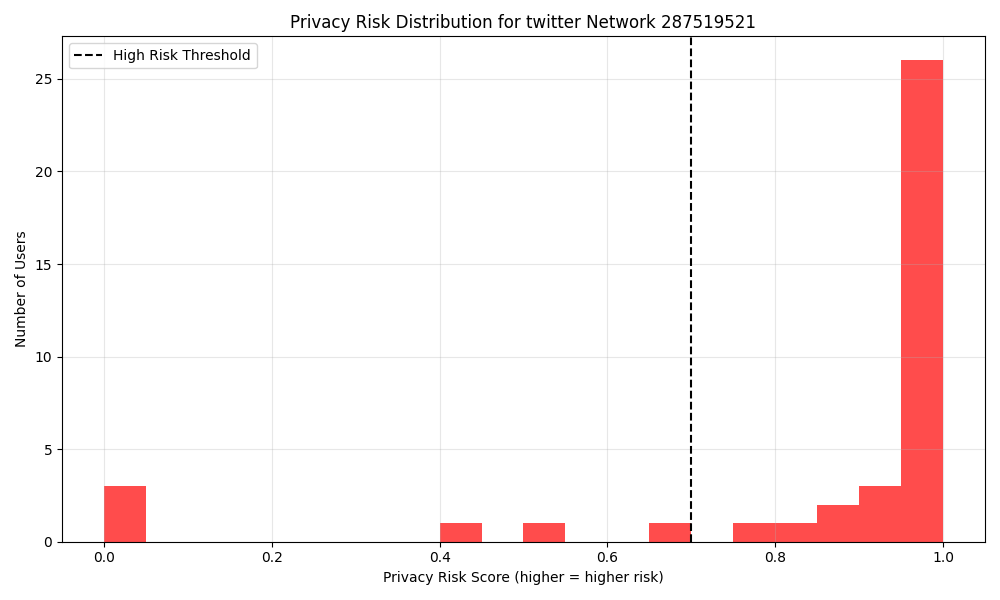 Privacy Risk Distribution for twitter Network 287519521
High Risk Threshold
Number of Users
25
20
15
10
5
0
0.0 0.2 0.4 0.6 0.8 1.0
Privacy Risk Score (higher = higher risk)